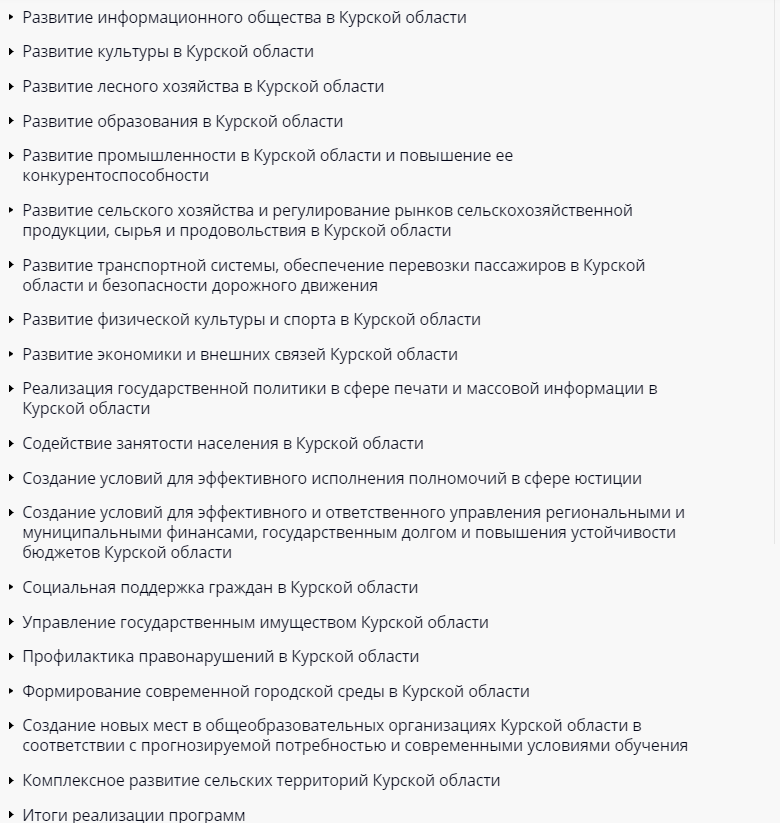 Развитие информационного общества в Курской области
Развитие культуры в Курской области
Развитие лесного хозяйства в Курской области
Развитие образования в Курской области
Развитие промышленности в Курской области и повышение ее
конкурентоспособности
Развитие сельского хозяйства и регулирование рынков сельскохозяйственной
продукции, сырья и продовольствия в Курской области
Развитие транспортной системы, обеспечение перевозки пассажиров в Курской
области и безопасности дорожного движения
Развитие физической культуры и спорта в Курской области
Развитие экономики и внешних связей Курской области
Реализация государственной политики в сфере печати и массовой информации в
Курской области
Содействие занятости населения в Курской области
Создание условий для эффективного исполнения полномочий в сфере юстиции
Создание условий для эффективного и ответственного управления региональными и
муниципальными финансами, государственным долгом и повышения устойчивости
бюджетов Курской области
Социальная поддержка граждан в Курской области
Управление государственным имуществом Курской области
Профилактика правонарушений в Курской области
Формирование современной городской среды в Курской области
Создание новых мест в общеобразовательных организациях Курской области в
соответствии с прогнозируемой потребностью и современными условиями обучения
Комплексное развитие сельских территорий Курской области
Итоги реализации программ